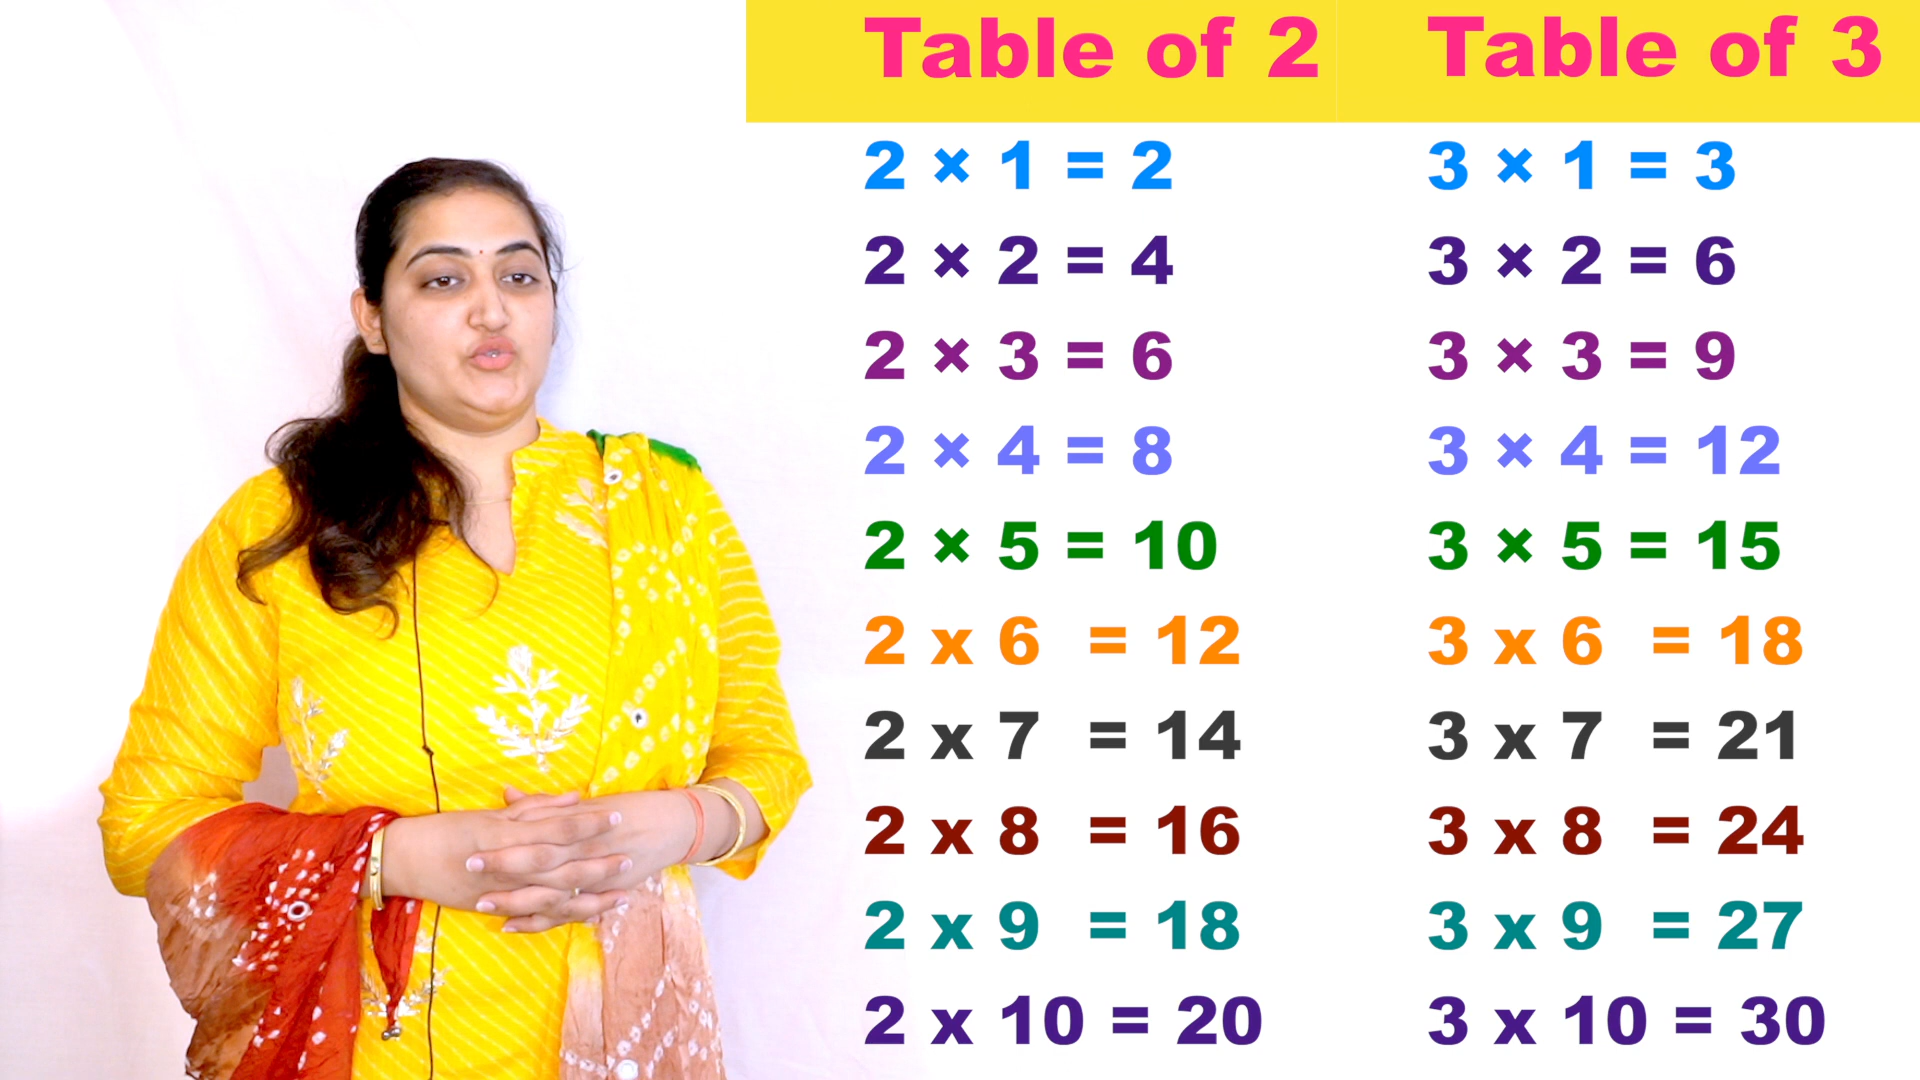 Table of 2
2 × 1 = 2
2 × 2 = 4
2 × 3 = 6
2 × 4 = 8
2 × 5 = 10
2 x 6 = 12
2 x 7 = 14
2 x 8 = 16
2 x 9 = 18
2 x 10 = 20
Table of 3
3 × 1 = 3
3 × 2 = 6
3 × 3 = 9
3 × 4 = 12
3 × 5 = 15
3 x 6 = 18
3 x 7 = 21
3 x 8 = 24
3 x 9 = 27
3 x 10 = 30